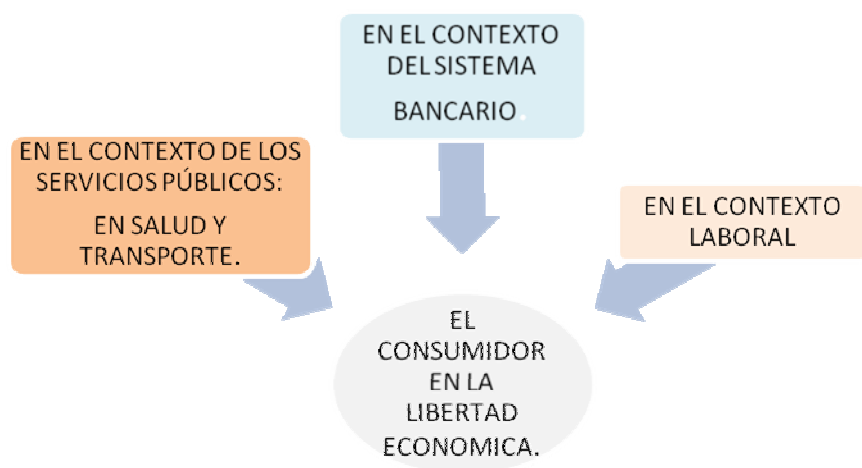 EN EL CONTEXTO
DEL SISTEMA
BANCARIO.
EN EL CONTEXTO DE LOS
SERVICIOS PÚBLICOS:
EN SALUD Y
TRANSPORTE.
EN EL CONTEXTO
LABORAL
EL
CONSUMIDOR
EN LA
LIBERTAD
ECONOMICA.